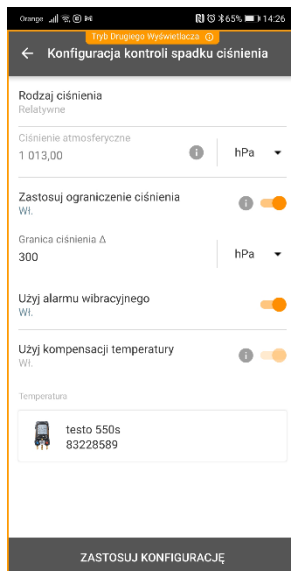 Orange 65% 14:26
Tryb Drugiego Wyświetlacza
Konfiguracja kontroli spadku ciśnienia
Rodzaj ciśnienia
Relatywne
Ciśnienie atmosferyczne
1 013,00 hPa
Zastosuj ograniczenie ciśnienia
Wł.
Granica ciśnienia Δ
300 hPa
Użyj alarmu wibracyjnego
Wł.
Użyj kompensacji temperatury
Wł.
Temperatura
testo 550s
83228589
ZASTOSUJ KONFIGURACJĘ